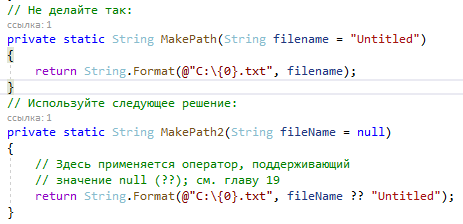 // Не делайте так:
ссылка: 1
private static String MakePath(String filename = "Untitled")
{
return String.Format(@"C:\{0}.txt", filename);
}
// Используйте следующее решение:
ссылка: 1
private static String MakePath2(String fileName = null)
{
// Здесь применяется оператор, поддерживающий
// значение null (??); см. главу 19
return String.Format(@"C:\{0}.txt", fileName ?? "Untitled");
}